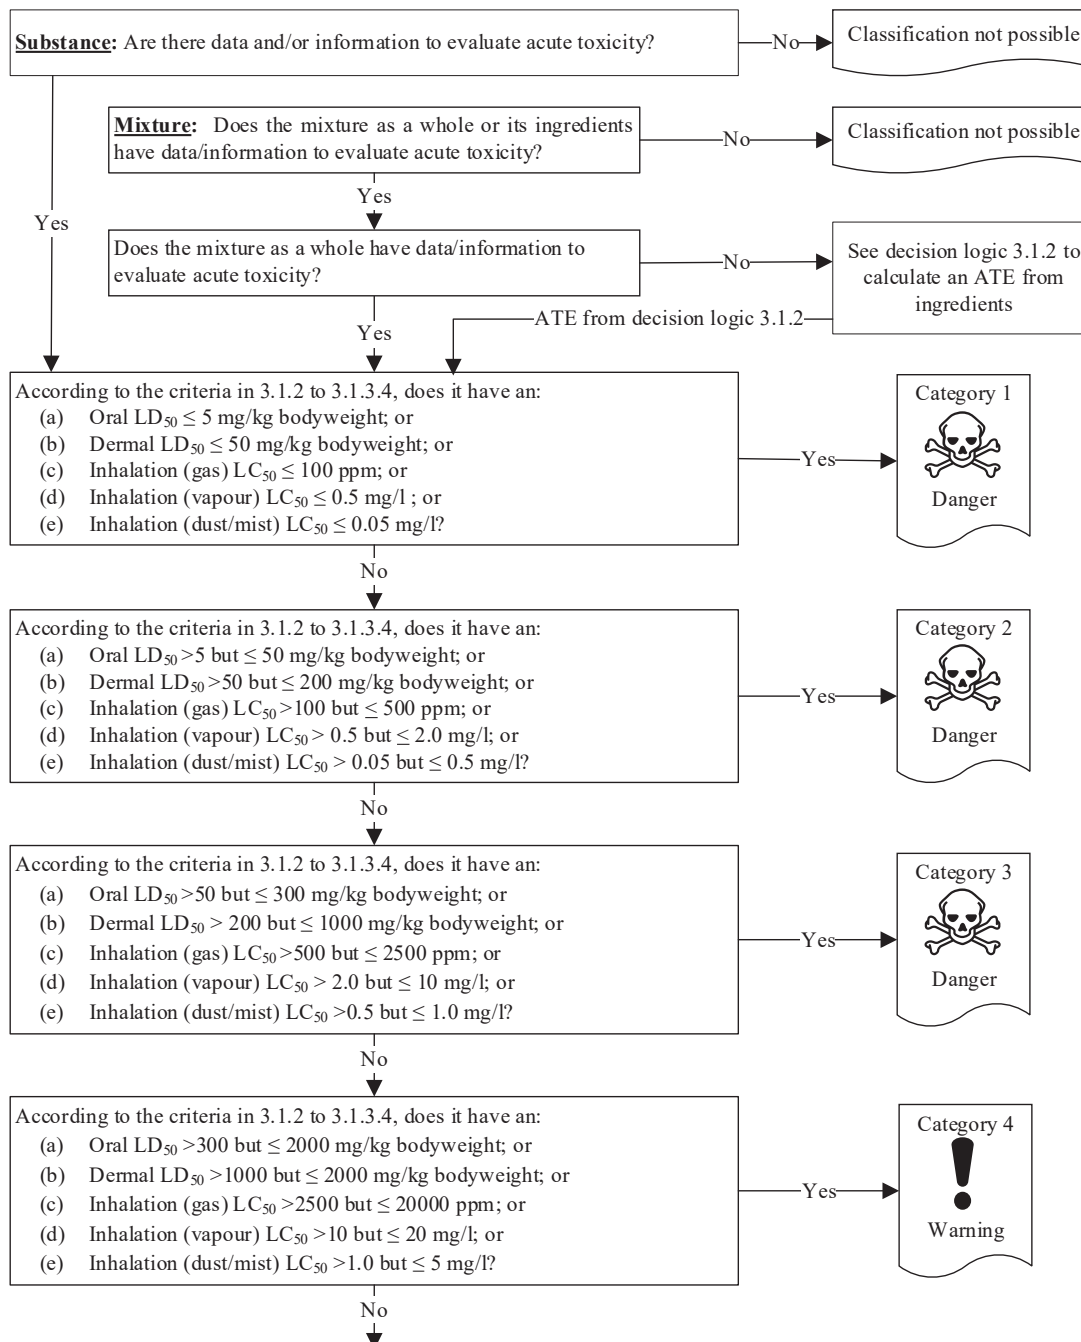 Substance: Are there data and/or information to evaluate acute toxicity?
No
Classification not possible
Mixture: Does the mixture as a whole or its ingredients
have data/information to evaluate acute toxicity?
No
Classification not possible
Yes
Yes
Does the mixture as a whole have data/information to
evaluate acute toxicity?
No
See decision logic 3.1.2 to
calculate an ATE from
ingredients
ATE from decision logic 3.1.2
Yes
According to the criteria in 3.1.2 to 3.1.3.4, does it have an:
(a) Oral LD50 ≤ 5 mg/kg bodyweight; or
(b) Dermal LD50 ≤ 50 mg/kg bodyweight; or
(c) Inhalation (gas) LC50 ≤ 100 ppm; or
(d) Inhalation (vapour) LC50 ≤ 0.5 mg/l ; or
(e) Inhalation (dust/mist) LC50 ≤ 0.05 mg/l?
Yes
Category 1
Danger
No
According to the criteria in 3.1.2 to 3.1.3.4, does it have an:
(a) Oral LD50 >5 but ≤ 50 mg/kg bodyweight; or
(b) Dermal LD50 >50 but ≤ 200 mg/kg bodyweight; or
(c) Inhalation (gas) LC50 >100 but ≤ 500 ppm; or
(d) Inhalation (vapour) LC50 > 0.5 but ≤ 2.0 mg/l; or
(e) Inhalation (dust/mist) LC50 > 0.05 but ≤ 0.5 mg/l?
Yes
Category 2
Danger
No
According to the criteria in 3.1.2 to 3.1.3.4, does it have an:
(a) Oral LD50 >50 but ≤ 300 mg/kg bodyweight; or
(b) Dermal LD50 > 200 but ≤ 1000 mg/kg bodyweight; or
(c) Inhalation (gas) LC50 >500 but ≤ 2500 ppm; or
(d) Inhalation (vapour) LC50 > 2.0 but ≤ 10 mg/l; or
(e) Inhalation (dust/mist) LC50 >0.5 but ≤ 1.0 mg/l?
Yes
Category 3
Danger
No
According to the criteria in 3.1.2 to 3.1.3.4, does it have an:
(a) Oral LD50 >300 but ≤ 2000 mg/kg bodyweight; or
(b) Dermal LD50 >1000 but ≤ 2000 mg/kg bodyweight; or
(c) Inhalation (gas) LC50 >2500 but ≤ 20000 ppm; or
(d) Inhalation (vapour) LC50 >10 but ≤ 20 mg/l; or
(e) Inhalation (dust/mist) LC50 >1.0 but ≤ 5 mg/l?
Yes
Category 4
Warning
No